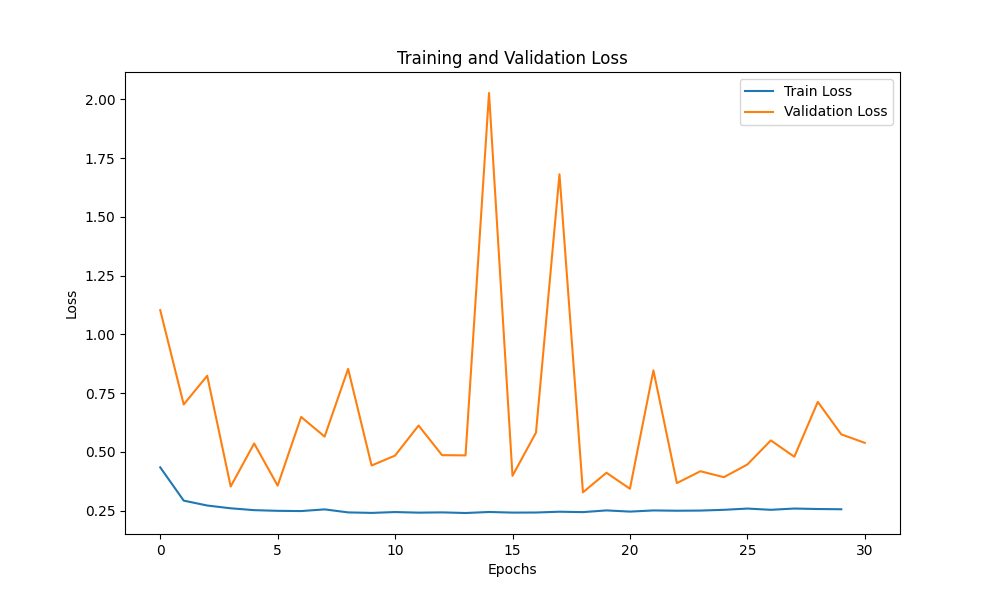 Training and Validation Loss
Train Loss
Validation Loss
2.00
1.75
1.50
1.25
1.00
0.75
0.50
0.25
Loss
0 5 10 15 20 25 30
Epochs